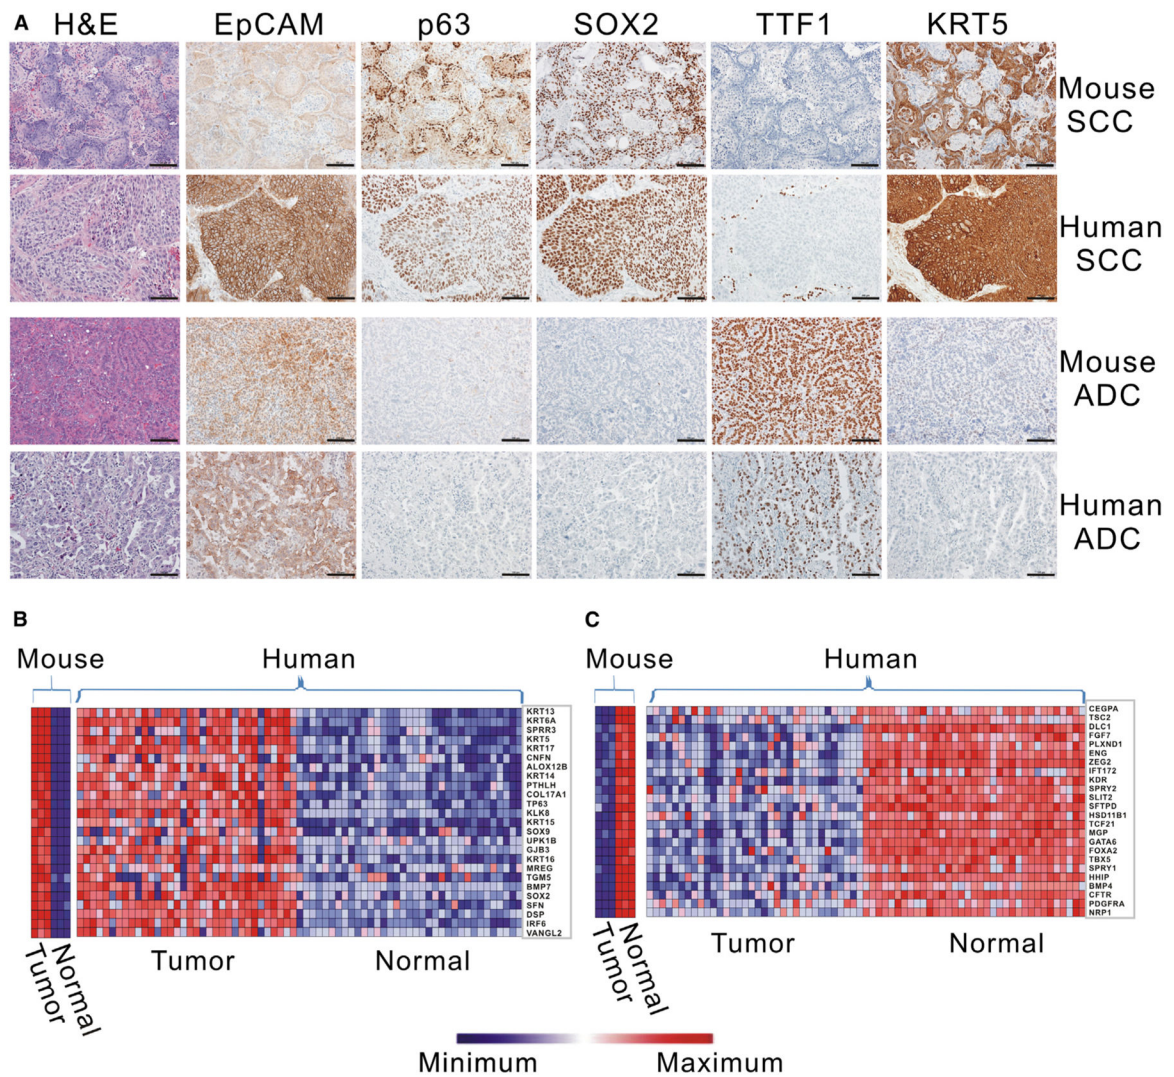 A
H&E EpCAM p63 SOX2 TTF1 KRT5
Mouse
SCC
Human
SCC
Mouse
ADC
Human
ADC
B
Mouse Human
KRT13
KRT6A
SPRR3
KRT5
KRT17
CNFN
ALOX12B
KRT14
PTHLH
COL17A1
TP63
KLK8
KRT15
SOX9
UPK1B
GJB3
KRT16
MREG
TGM5
BMP7
SOX2
SFN
DSP
IRF6
VANGL2
Tumor
Normal
Tumor Normal
C
Mouse Human
CEGPA
TSC2
DLC1
FGF7
PLXND1
ENG
ZEG2
IFT172
KDR
SPRY2
SLIT2
SFTPD
HSD11B1
TCF21
MGP
GATA6
FOXA2
TBX5
SPRY1
HHIP
BMP4
CFTR
PDGFRA
NRP1
Tumor
Normal
Tumor Normal
Minimum Maximum